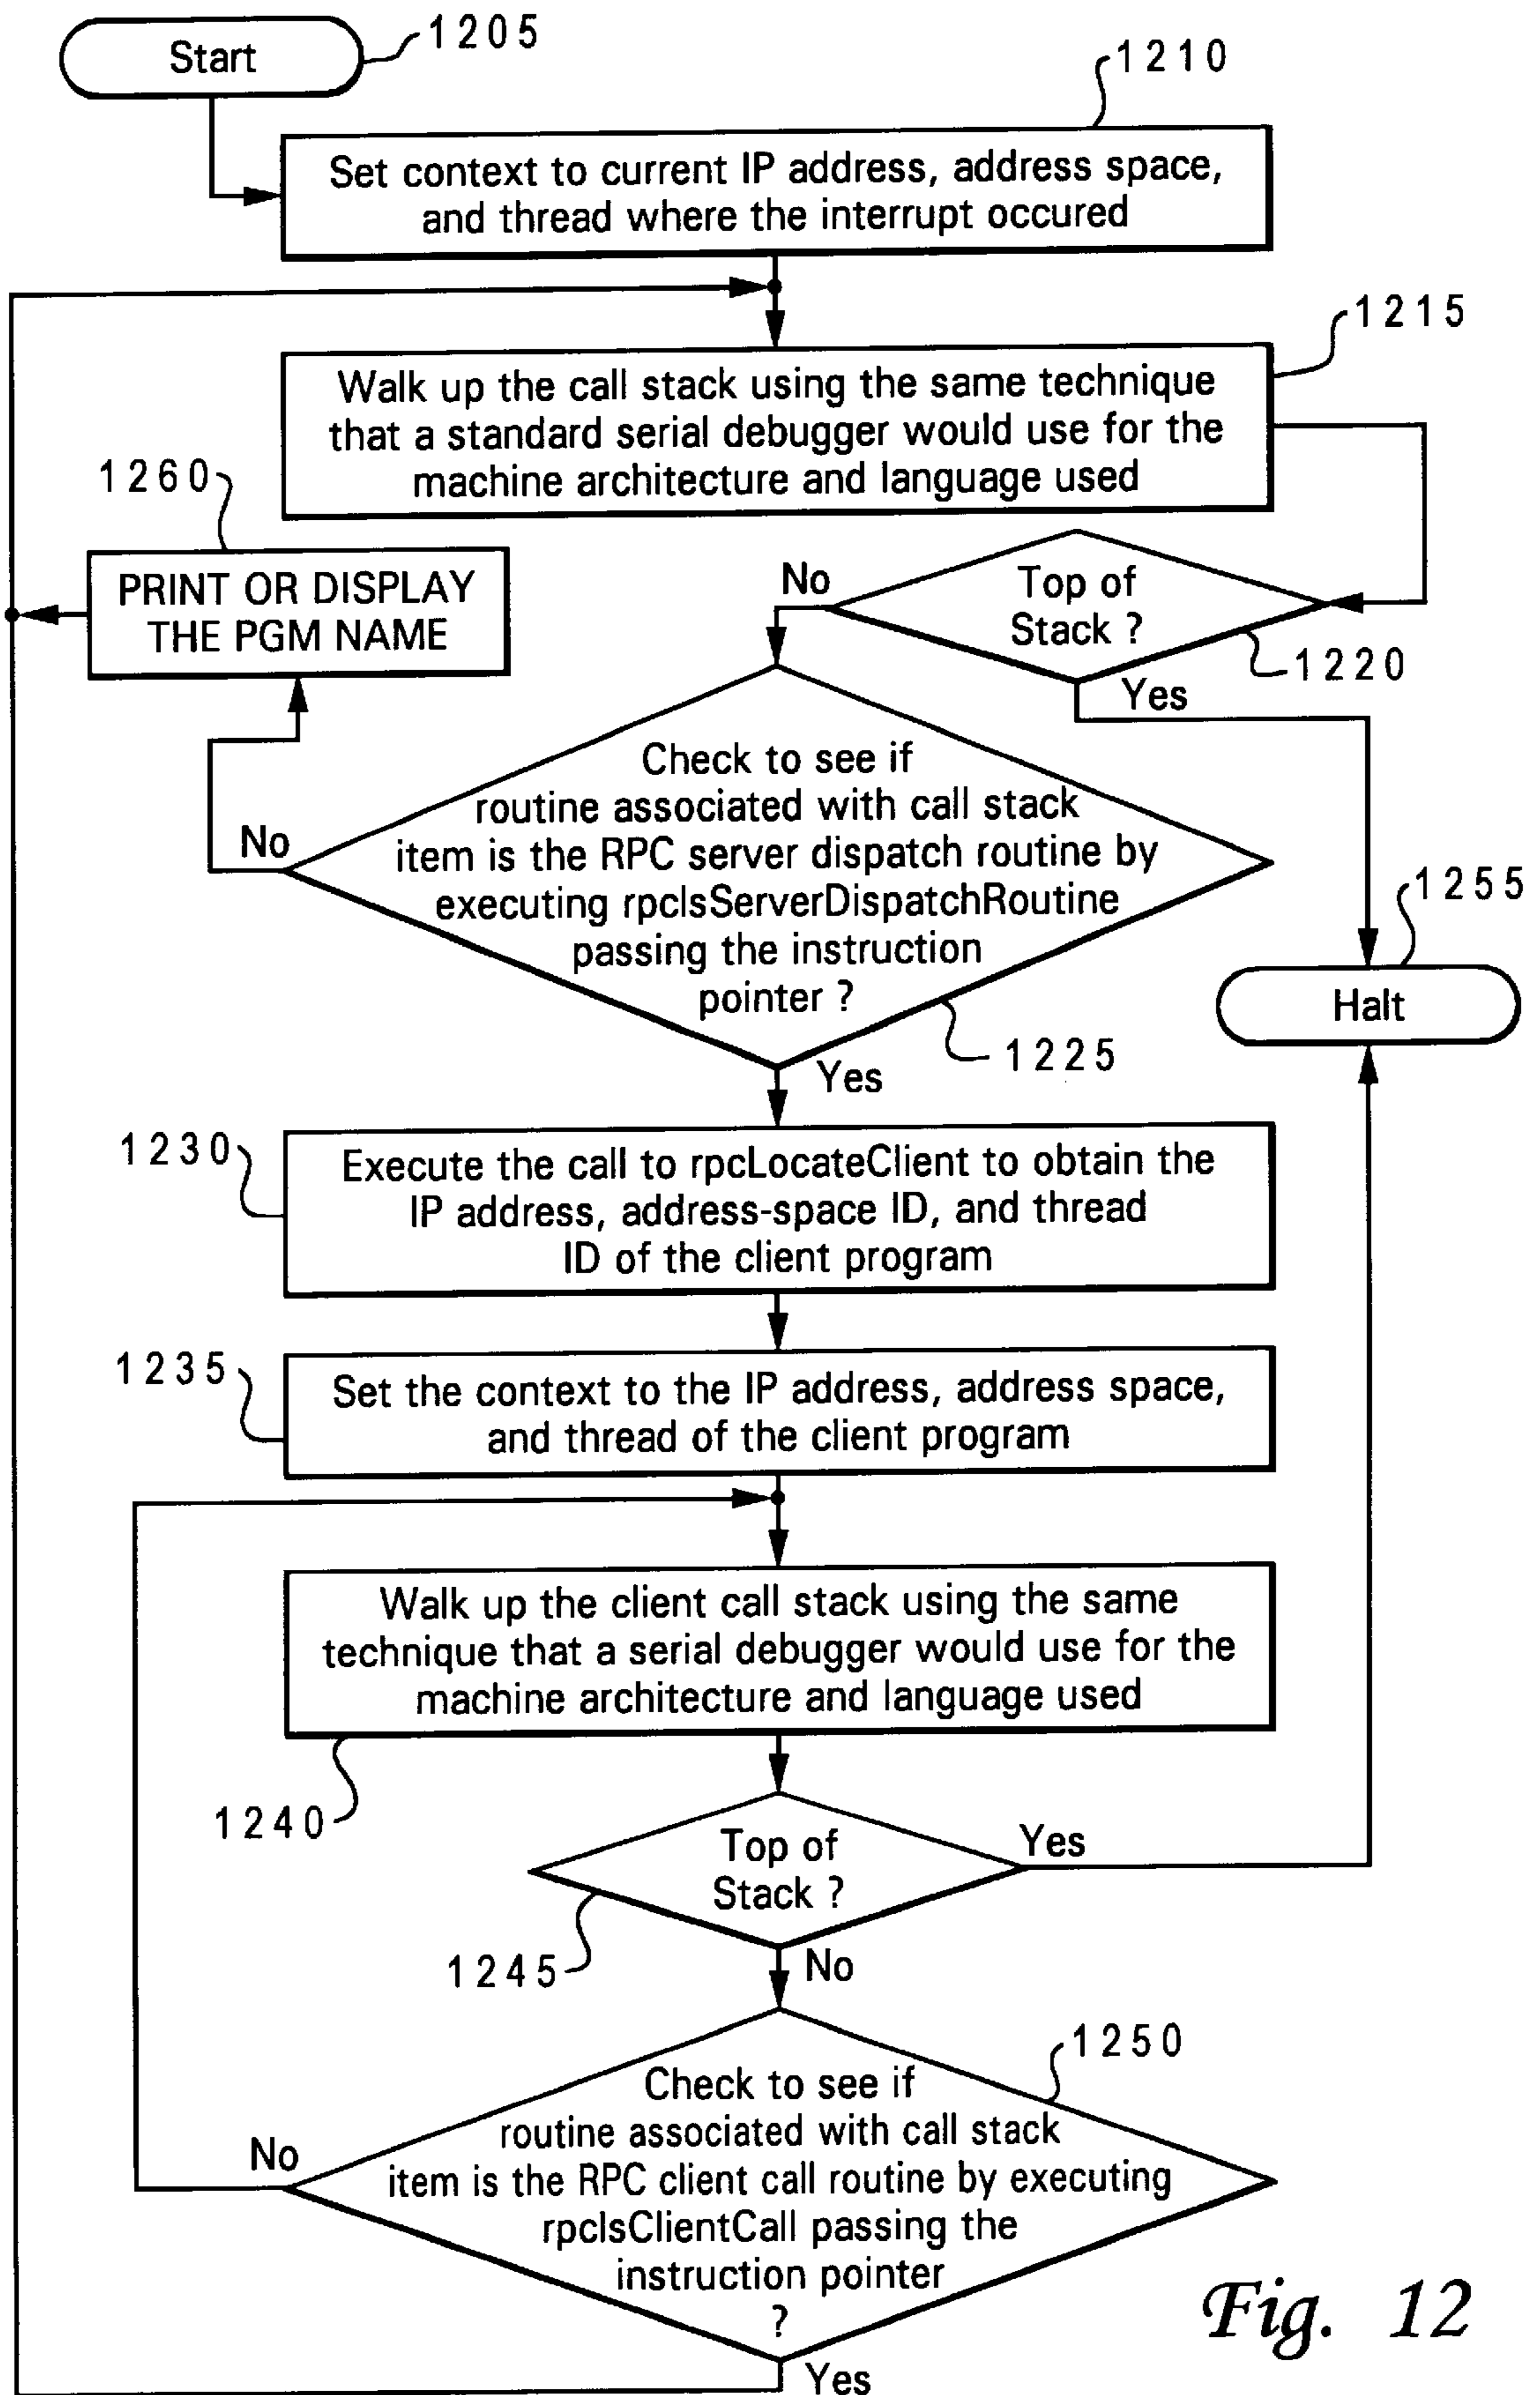 Start
1205
1210
Set context to current IP address, address space,
and thread where the interrupt occured
1215
Walk up the call stack using the same technique
that a standard serial debugger would use for the
machine architecture and language used
1260
PRINT OR DISPLAY
THE PGM NAME
No
Top of
Stack ?
1220
Yes
Check to see if
routine associated with call stack
item is the RPC server dispatch routine by
executing rpcIsServerDispatchRoutine
passing the instruction
pointer ?
No
1225
Yes
1255
Halt
1230
Execute the call to rpcLocateClient to obtain the
IP address, address-space ID, and thread
ID of the client program
1235
Set the context to the IP address, address space,
and thread of the client program
Walk up the client call stack using the same
technique that a serial debugger would use for the
machine architecture and language used
1240
Top of
Stack ?
Yes
1245
No
1250
Check to see if
routine associated with call stack
item is the RPC client call routine by executing
rpcIsClientCall passing the
instruction pointer
?
No
Yes
Fig. 12